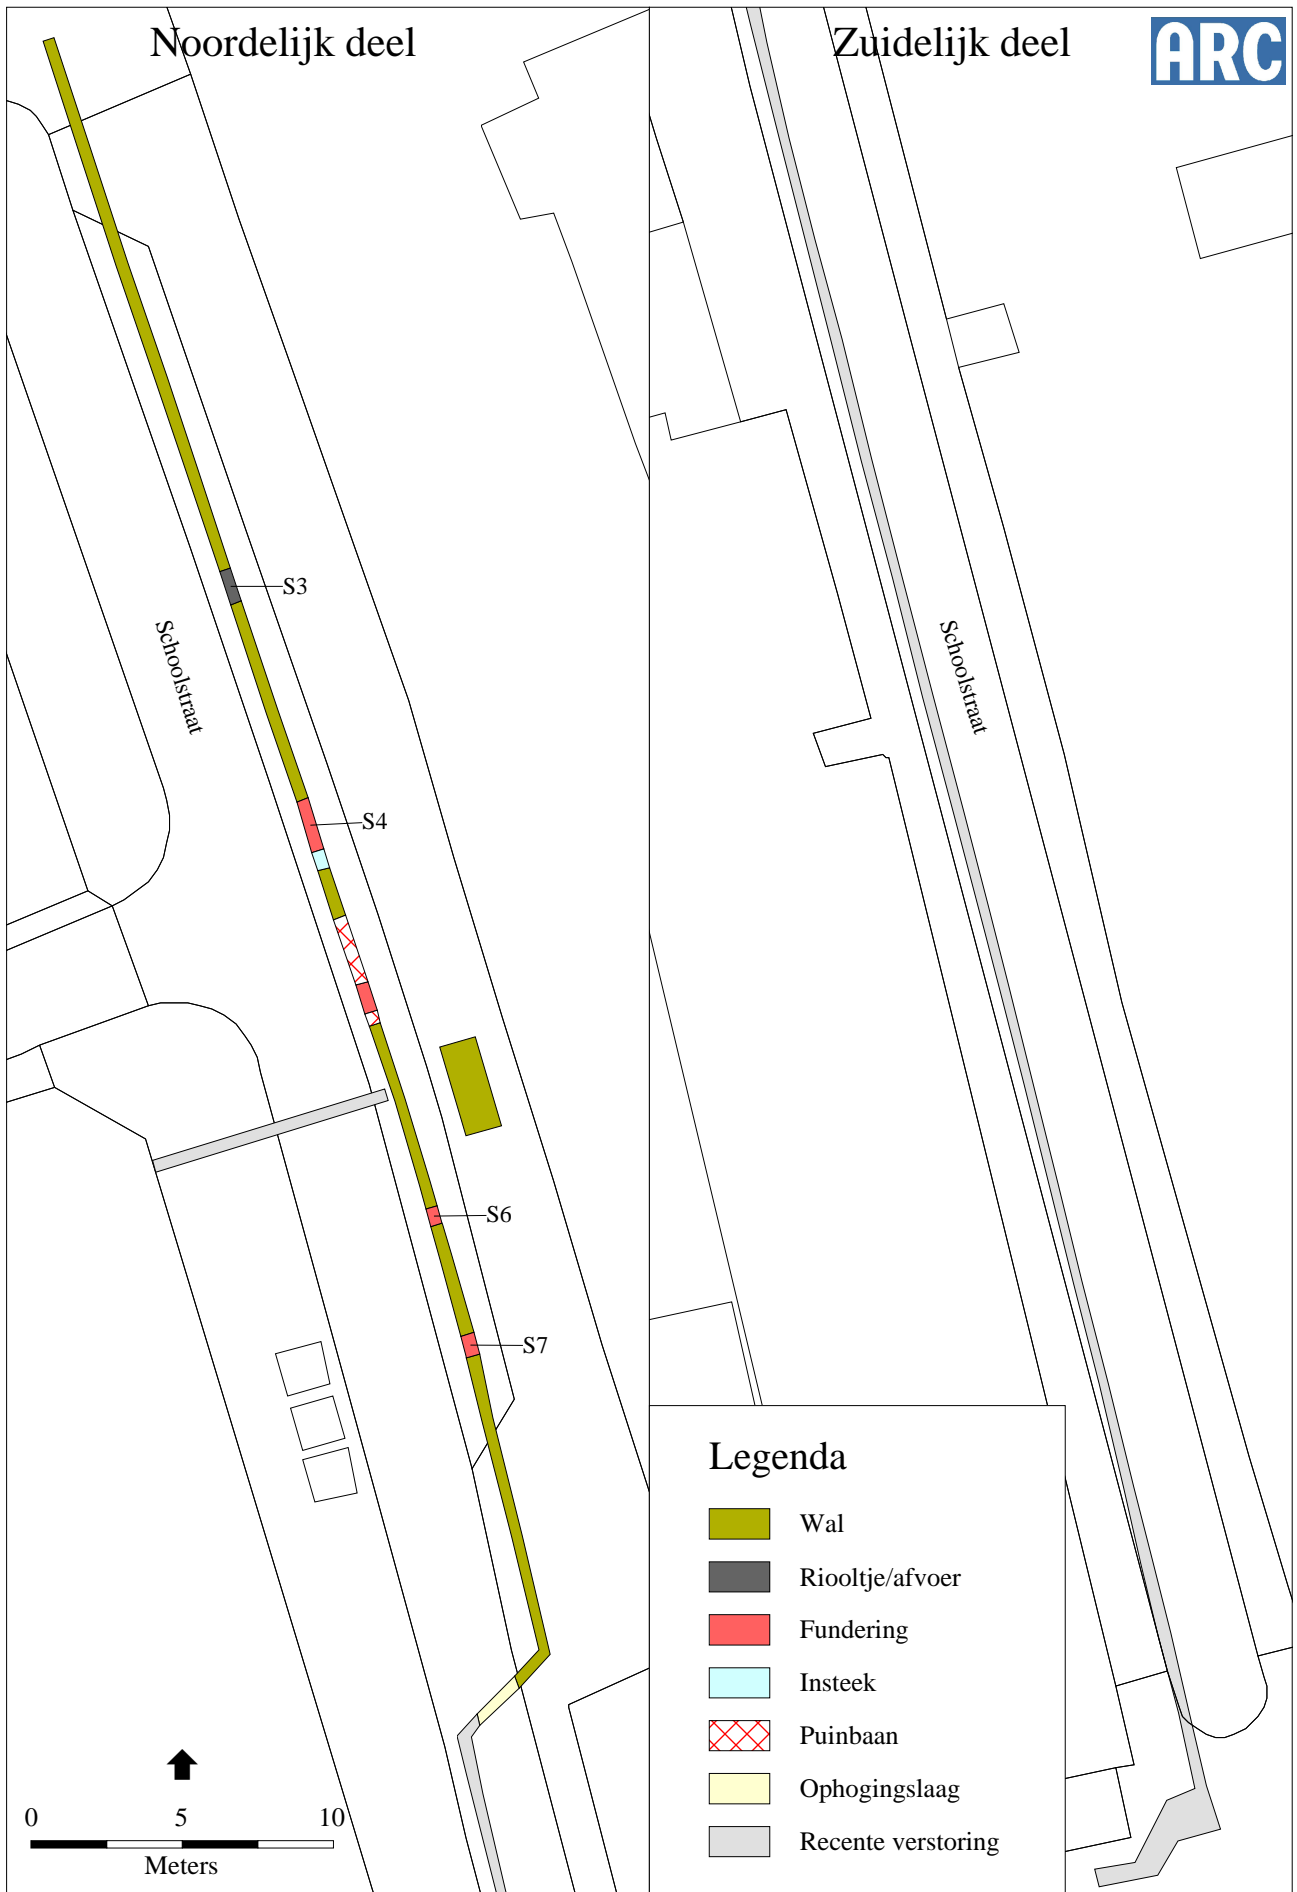 Noordelijk deel
Zuidelijk deel
ARC
S3
Schoolstraat
Schoolstraat
S4
S6
S7
Legenda
Wal
Riooltje/afvoer
Fundering
Insteek
Puinbaan
Ophogingslaag
Recente verstoring
0 5 10
Meters